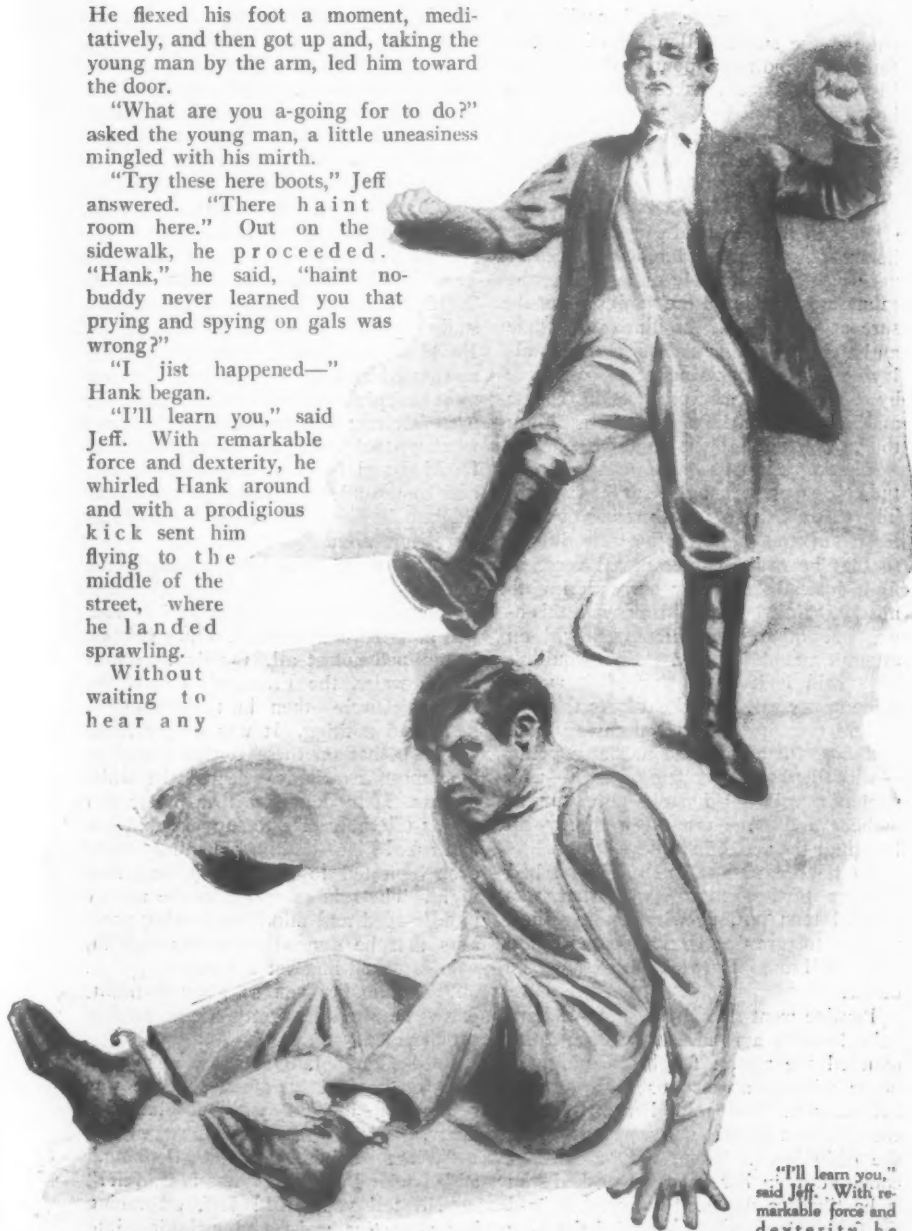 He flexed his foot a moment, medi-
tatively, and then got up and, taking the
young man by the arm, led him toward
the door.
"What are you a-going for to do?"
asked the young man, a little uneasiness
mingled with his mirth.
"Try these here boots," Jeff
answered. "There haint
room here." Out on the
sidewalk, he proceeded.
"Hank," he said, "haint no-
buddy never learned you that
prying and spying on gals was
wrong?"
"I jist happened—"
Hank began.
"I'll learn you," said
Jeff. With remarkable
force and dexterity, he
whirled Hank around
and with a prodigious
kick sent him
flying to the
middle of the
street, where
he landed
sprawling.
Without
waiting to
hear any
"I'll learn you,"
said Jeff. With re-
markable force and
dexterity, he